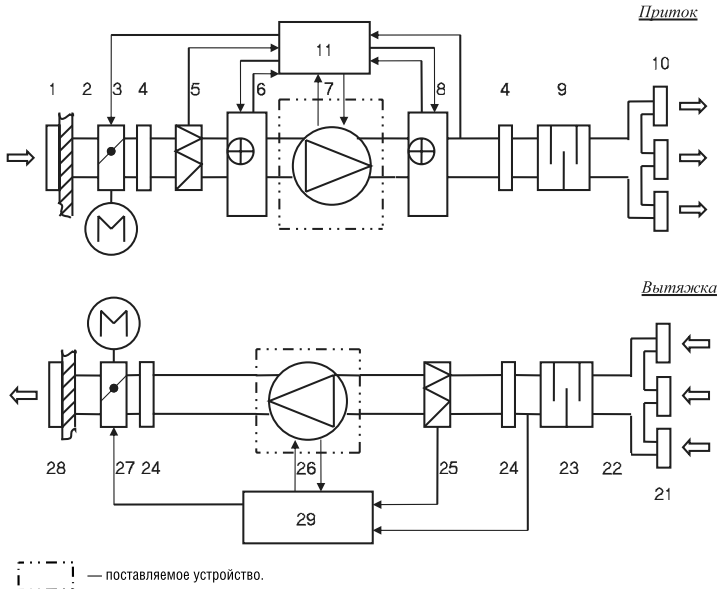 Приток
11
1 2 3 4 5 6 7 8 4 9 10
M
Вытяжка
M
28 27 24 26 25 24 23 22 21
29
— поставляемое устройство.